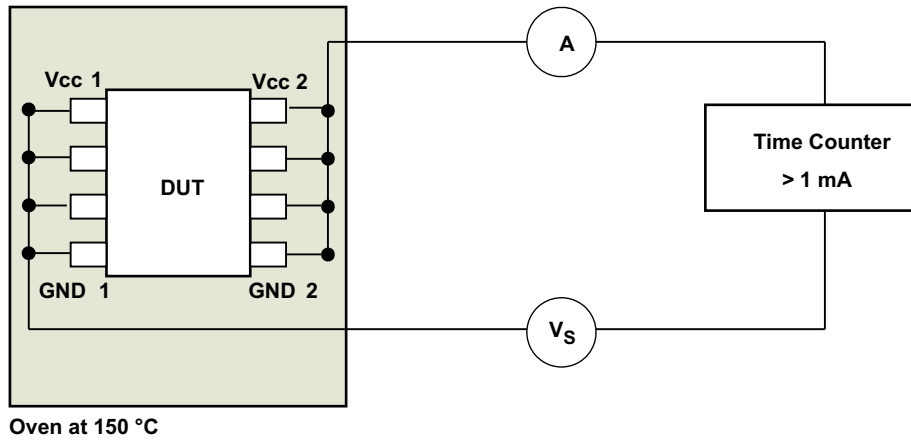 A
Vcc 1
Vcc 2
Time Counter
> 1 mA
DUT
GND 1
GND 2
VS
Oven at 150 °C